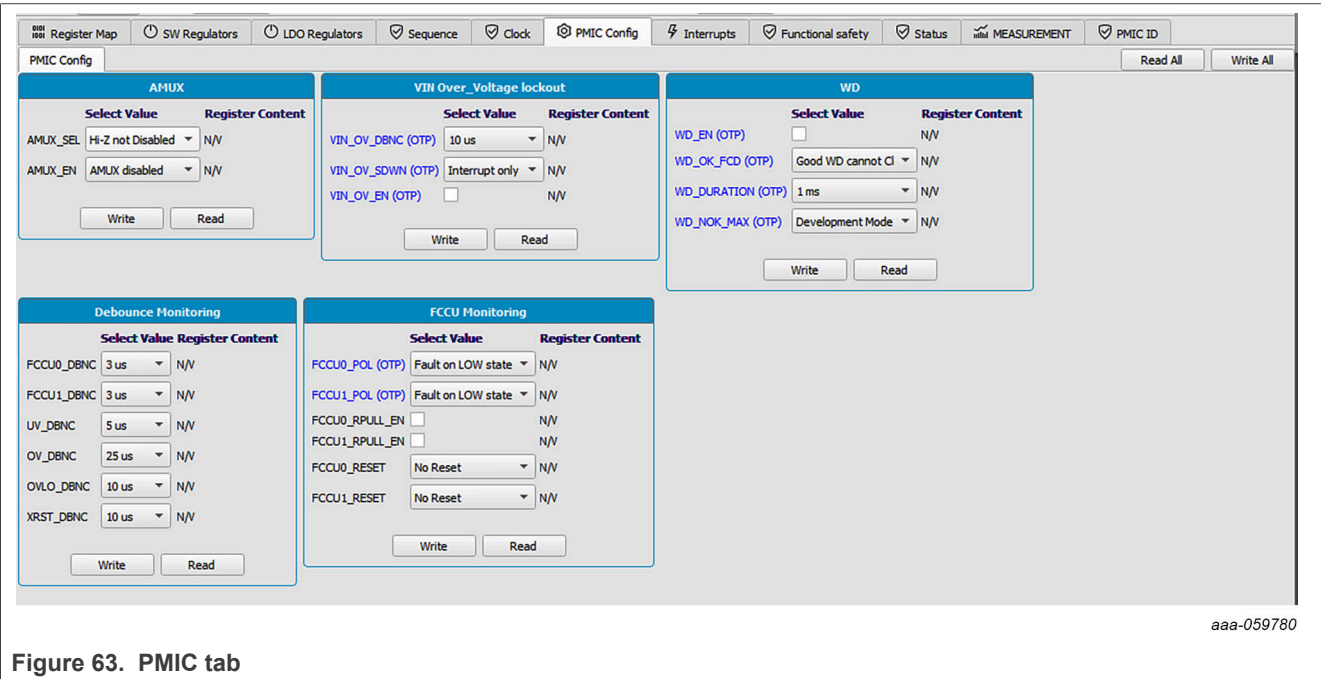 Register Map SW Regulators LDO Regulators Sequence Clock PMIC Config Interrupts Functional safety Status MEASUREMENT PMIC ID
PMIC Config Read All Write All
AMUX
Select Value Register Content
AMUX_SEL Hi-Z not Disabled N/V
AMUX_EN AMUX disabled N/V
Write Read
VIN Over_Voltage lockout
Select Value Register Content
VIN_OV_DBNC (OTP) 10 us N/V
VIN_OV_SDWN (OTP) Interrupt only N/V
VIN_OV_EN (OTP) N/V
Write Read
WD
Select Value Register Content
WD_EN (OTP) N/V
WD_OK_FCD (OTP) Good WD cannot Cl N/V
WD_DURATION (OTP) 1 ms N/V
WD_NOK_MAX (OTP) Development Mode N/V
Write Read
Debounce Monitoring
Select Value Register Content
FCCU0_DBNC 3 us N/V
FCCU1_DBNC 3 us N/V
UV_DBNC 5 us N/V
OV_DBNC 25 us N/V
OVLO_DBNC 10 us N/V
XRST_DBNC 10 us N/V
Write Read
FCCU Monitoring
Select Value Register Content
FCCU0_POL (OTP) Fault on LOW state N/V
FCCU1_POL (OTP) Fault on LOW state N/V
FCCU0_RPULL_EN N/V
FCCU1_RPULL_EN N/V
FCCU0_RESET No Reset N/V
FCCU1_RESET No Reset N/V
Write Read
aaa-059780
Figure 63. PMIC tab